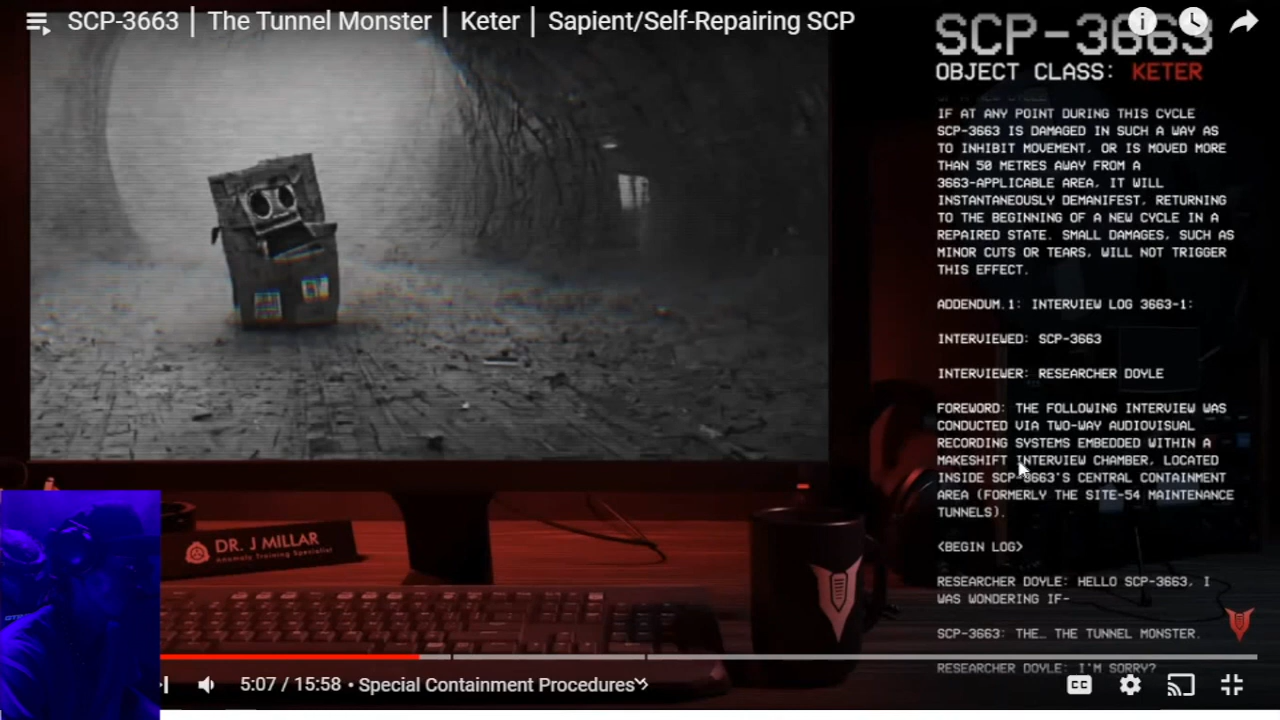 SCP-3663 | The Tunnel Monster | Keter | Sapient/Self-Repairing SCP
SCP-3663
OBJECT CLASS: KETER
IF AT ANY POINT DURING THIS CYCLE
SCP-3663 IS DAMAGED IN SUCH A WAY AS
TO INHIBIT MOVEMENT, OR IS MOVED MORE
THAN 50 METRES AWAY FROM A
3663-APPLICABLE AREA, IT WILL
INSTANTANEOUSLY DEMANIFEST, RETURNING
TO THE BEGINNING OF A NEW CYCLE IN A
REPAIRED STATE. SMALL DAMAGES, SUCH AS
MINOR CUTS OR TEARS, WILL NOT TRIGGER
THIS EFFECT.
ADDENDUM.1: INTERVIEW LOG 3663-1:
INTERVIEWED: SCP-3663
INTERVIEWER: RESEARCHER DOYLE
FOREWORD: THE FOLLOWING INTERVIEW WAS
CONDUCTED VIA TWO-WAY AUDIOVISUAL
RECORDING SYSTEMS EMBEDDED WITHIN A
MAKESHIFT INTERVIEW CHAMBER, LOCATED
INSIDE SCP-3663'S CENTRAL CONTAINMENT
AREA (FORMERLY THE SITE-54 MAINTENANCE
TUNNELS).
<BEGIN LOG>
RESEARCHER DOYLE: HELLO SCP-3663, I
WAS WONDERING IF-
SCP-3663: THE… THE TUNNEL MONSTER.
RESEARCHER DOYLE: I'M SORRY?
DR. J MILLAR
Anomaly Training Specialist
5:07 / 15:58 • Special Containment Procedures
CC